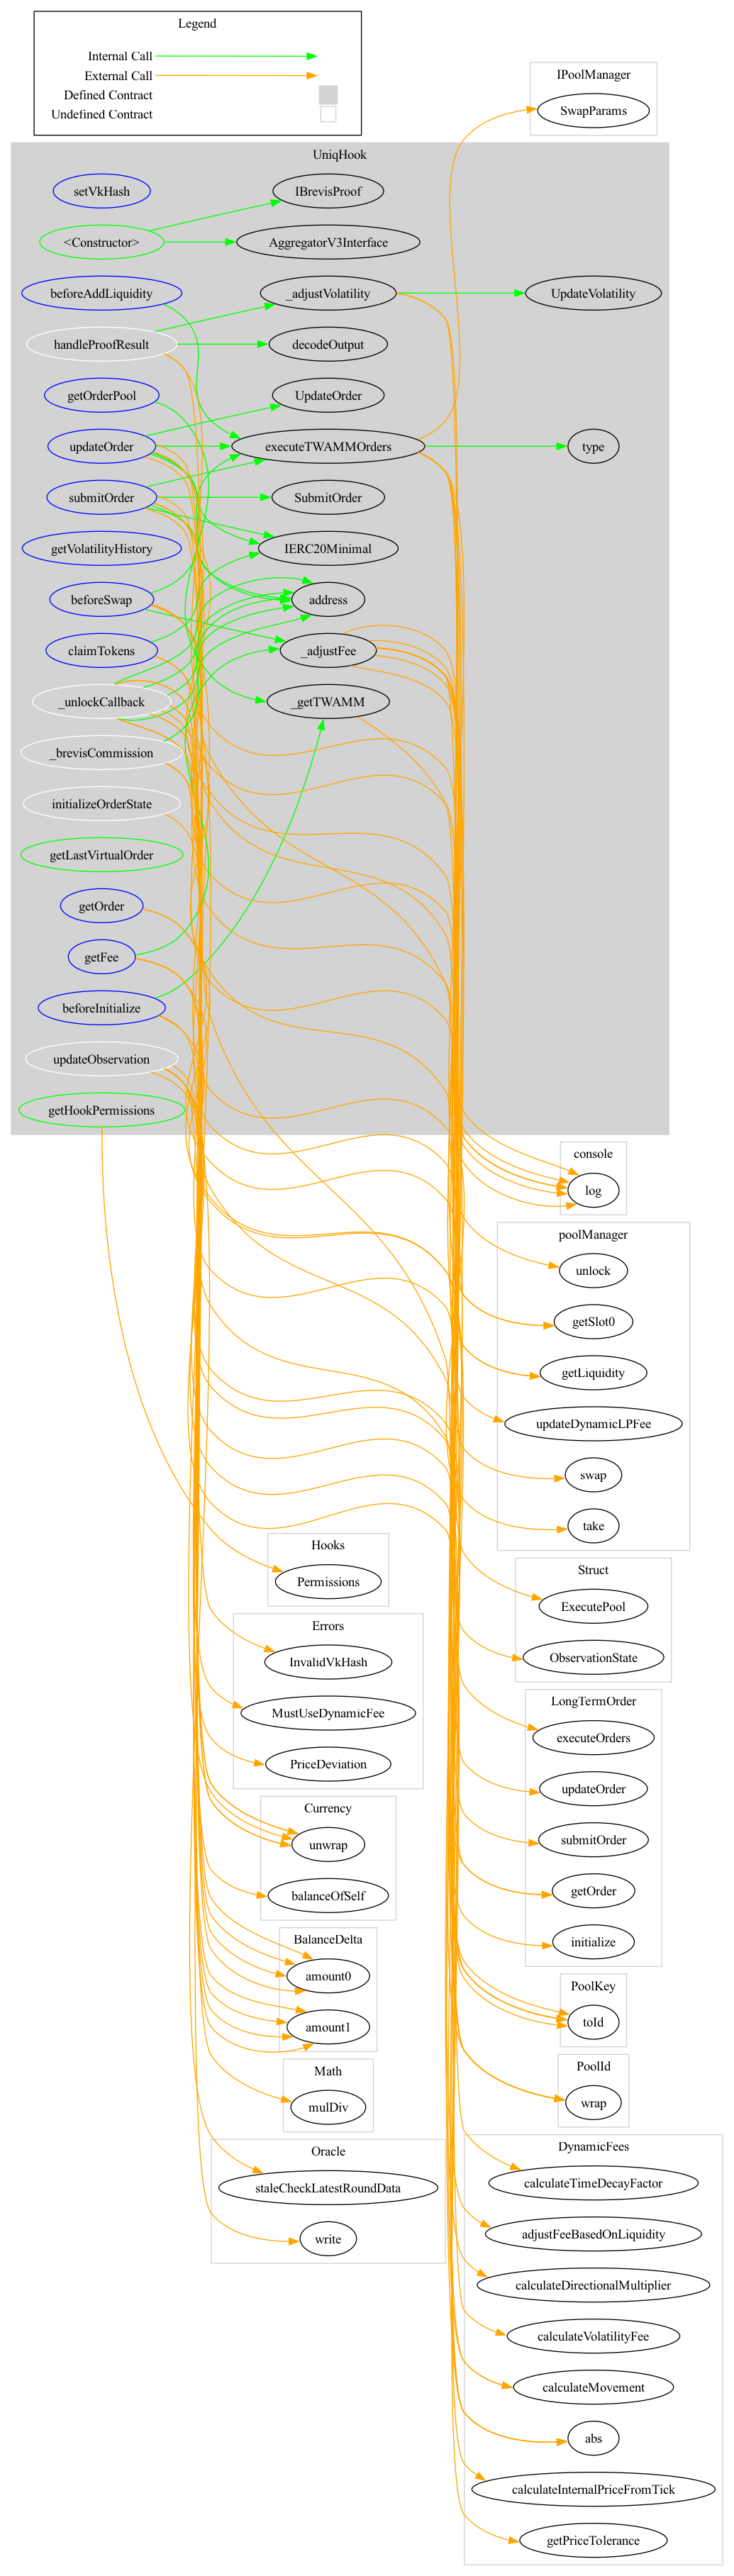 Legend
Internal Call
External Call
Defined Contract
Undefined Contract
IPoolManager
SwapParams
UniqHook
setVkHash
IBrevisProof
<Constructor>
AggregatorV3Interface
beforeAddLiquidity
_adjustVolatility
UpdateVolatility
handleProofResult
decodeOutput
getOrderPool
UpdateOrder
updateOrder
executeTWAMMOrders
type
submitOrder
SubmitOrder
getVolatilityHistory
IERC20Minimal
beforeSwap
address
claimTokens
_adjustFee
_unlockCallback
_getTWAMM
_brevisCommission
initializeOrderState
getLastVirtualOrder
getOrder
getFee
beforeInitialize
updateObservation
getHookPermissions
console
log
poolManager
unlock
getSlot0
getLiquidity
updateDynamicLPFee
swap
take
Hooks
Permissions
Struct
ExecutePool
ObservationState
Errors
InvalidVkHash
MustUseDynamicFee
PriceDeviation
LongTermOrder
executeOrders
updateOrder
submitOrder
getOrder
initialize
Currency
unwrap
balanceOfSelf
BalanceDelta
amount0
amount1
PoolKey
toId
Math
mulDiv
PoolId
wrap
Oracle
staleCheckLatestRoundData
write
DynamicFees
calculateTimeDecayFactor
adjustFeeBasedOnLiquidity
calculateDirectionalMultiplier
calculateVolatilityFee
calculateMovement
abs
calculateInternalPriceFromTick
getPriceTolerance